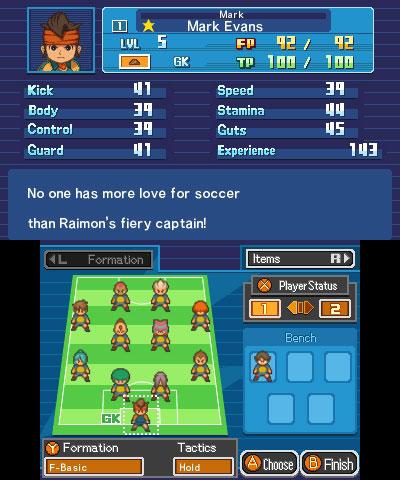 Mark
1 Mark Evans
LVL 5 FP 92 / 92
GK TP 100 / 100
Kick 41 Speed 39
Body 39 Stamina 44
Control 39 Guts 45
Guard 41 Experience 143
No one has more love for soccer
than Raimon's fiery captain!
L Formation
Items R
X Player Status
1 2
Bench
GK
Y Formation Tactics
F-Basic Hold
A Choose B Finish